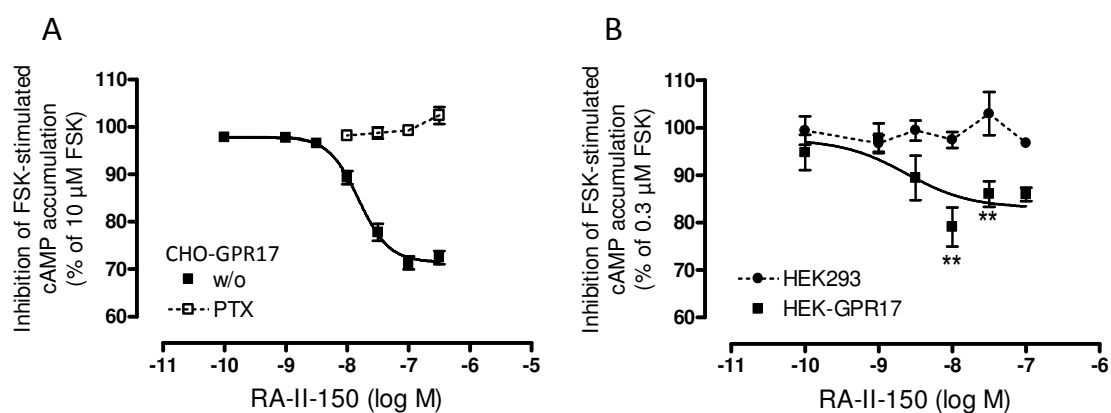 A
Inhibition of FSK-stimulated
cAMP accumulation
(% of 10 µM FSK)
110
100
90
80
70
60
CHO-GPR17
w/o
PTX
-11
-10
-9
-8
-7
-6
-5
RA-II-150 (log M)
B
Inhibition of FSK-stimulated
cAMP accumulation
(% of 0.3 µM FSK)
110
100
90
80
70
60
**
**
HEK293
HEK-GPR17
-11
-10
-9
-8
-7
-6
RA-II-150 (log M)